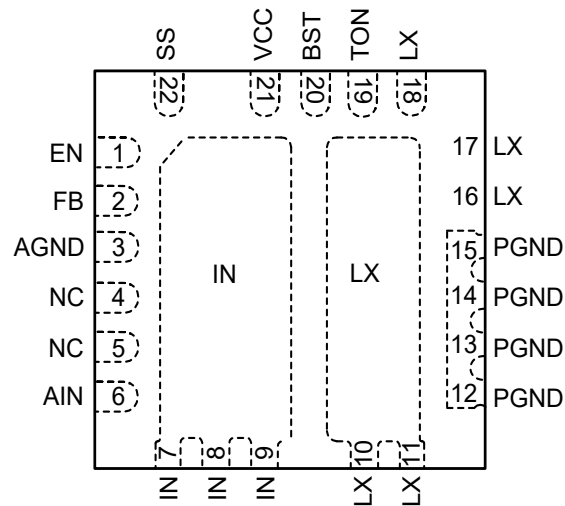 SS VCC BST TON LX
22 21 20 19 18
EN 1
FB 2
AGND 3
NC 4
NC 5
AIN 6
IN
LX
17 LX
16 LX
15 PGND
14 PGND
13 PGND
12 PGND
7 8 9 10 11
IN IN IN LX LX